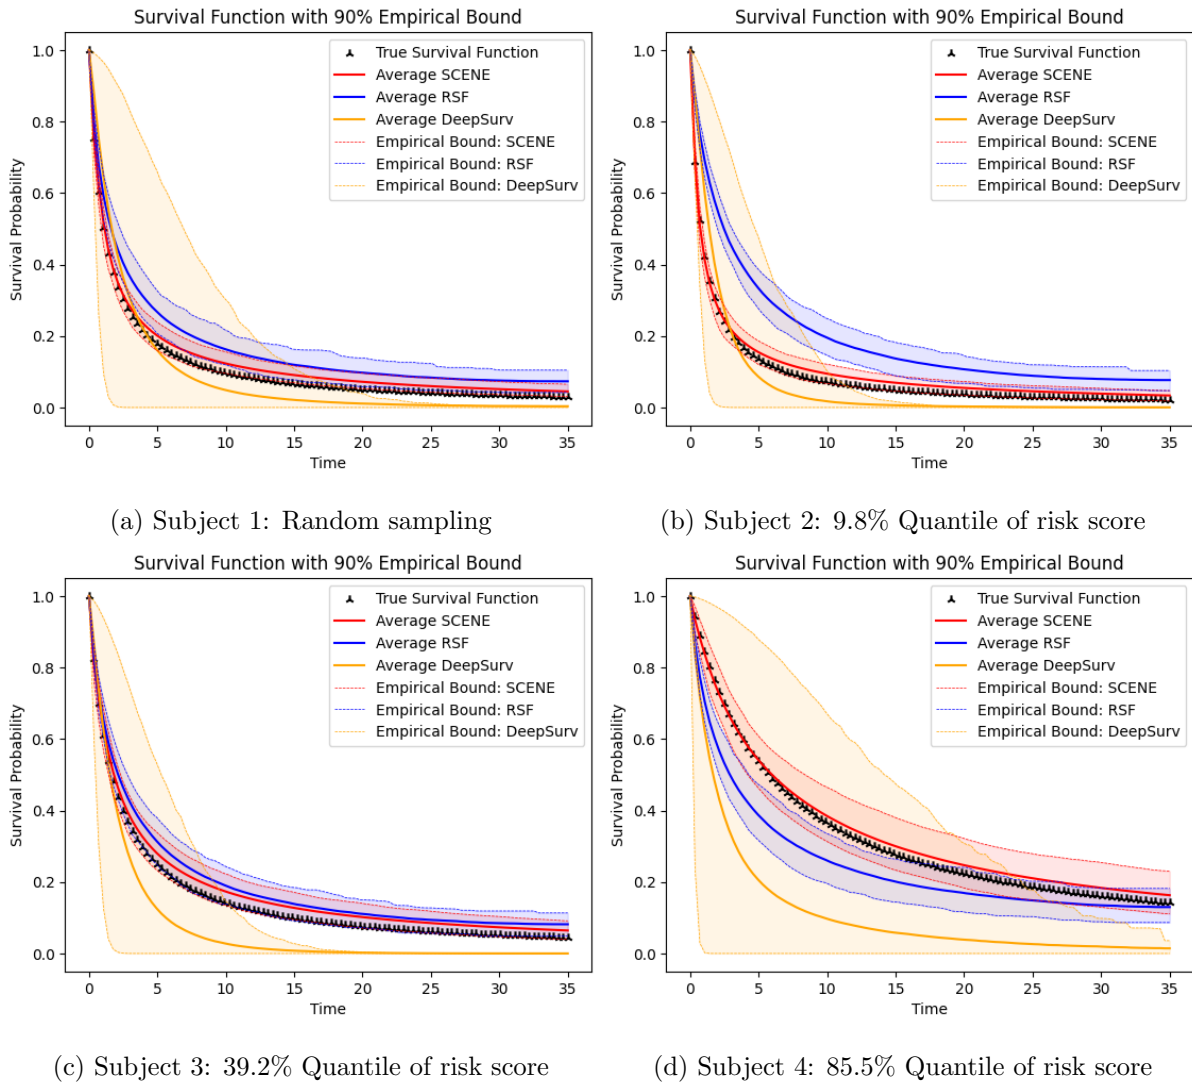 Survival Function with 90% Empirical Bound
Survival Probability
1.0
0.8
0.6
0.4
0.2
0.0
True Survival Function
Average SCENE
Average RSF
Average DeepSurv
Empirical Bound: SCENE
Empirical Bound: RSF
Empirical Bound: DeepSurv
0 5 10 15 20 25 30 35
Time
(a) Subject 1: Random sampling
Survival Function with 90% Empirical Bound
Survival Probability
1.0
0.8
0.6
0.4
0.2
0.0
True Survival Function
Average SCENE
Average RSF
Average DeepSurv
Empirical Bound: SCENE
Empirical Bound: RSF
Empirical Bound: DeepSurv
0 5 10 15 20 25 30 35
Time
(b) Subject 2: 9.8% Quantile of risk score
Survival Function with 90% Empirical Bound
Survival Probability
1.0
0.8
0.6
0.4
0.2
0.0
True Survival Function
Average SCENE
Average RSF
Average DeepSurv
Empirical Bound: SCENE
Empirical Bound: RSF
Empirical Bound: DeepSurv
0 5 10 15 20 25 30 35
Time
(c) Subject 3: 39.2% Quantile of risk score
Survival Function with 90% Empirical Bound
Survival Probability
1.0
0.8
0.6
0.4
0.2
0.0
True Survival Function
Average SCENE
Average RSF
Average DeepSurv
Empirical Bound: SCENE
Empirical Bound: RSF
Empirical Bound: DeepSurv
0 5 10 15 20 25 30 35
Time
(d) Subject 4: 85.5% Quantile of risk score